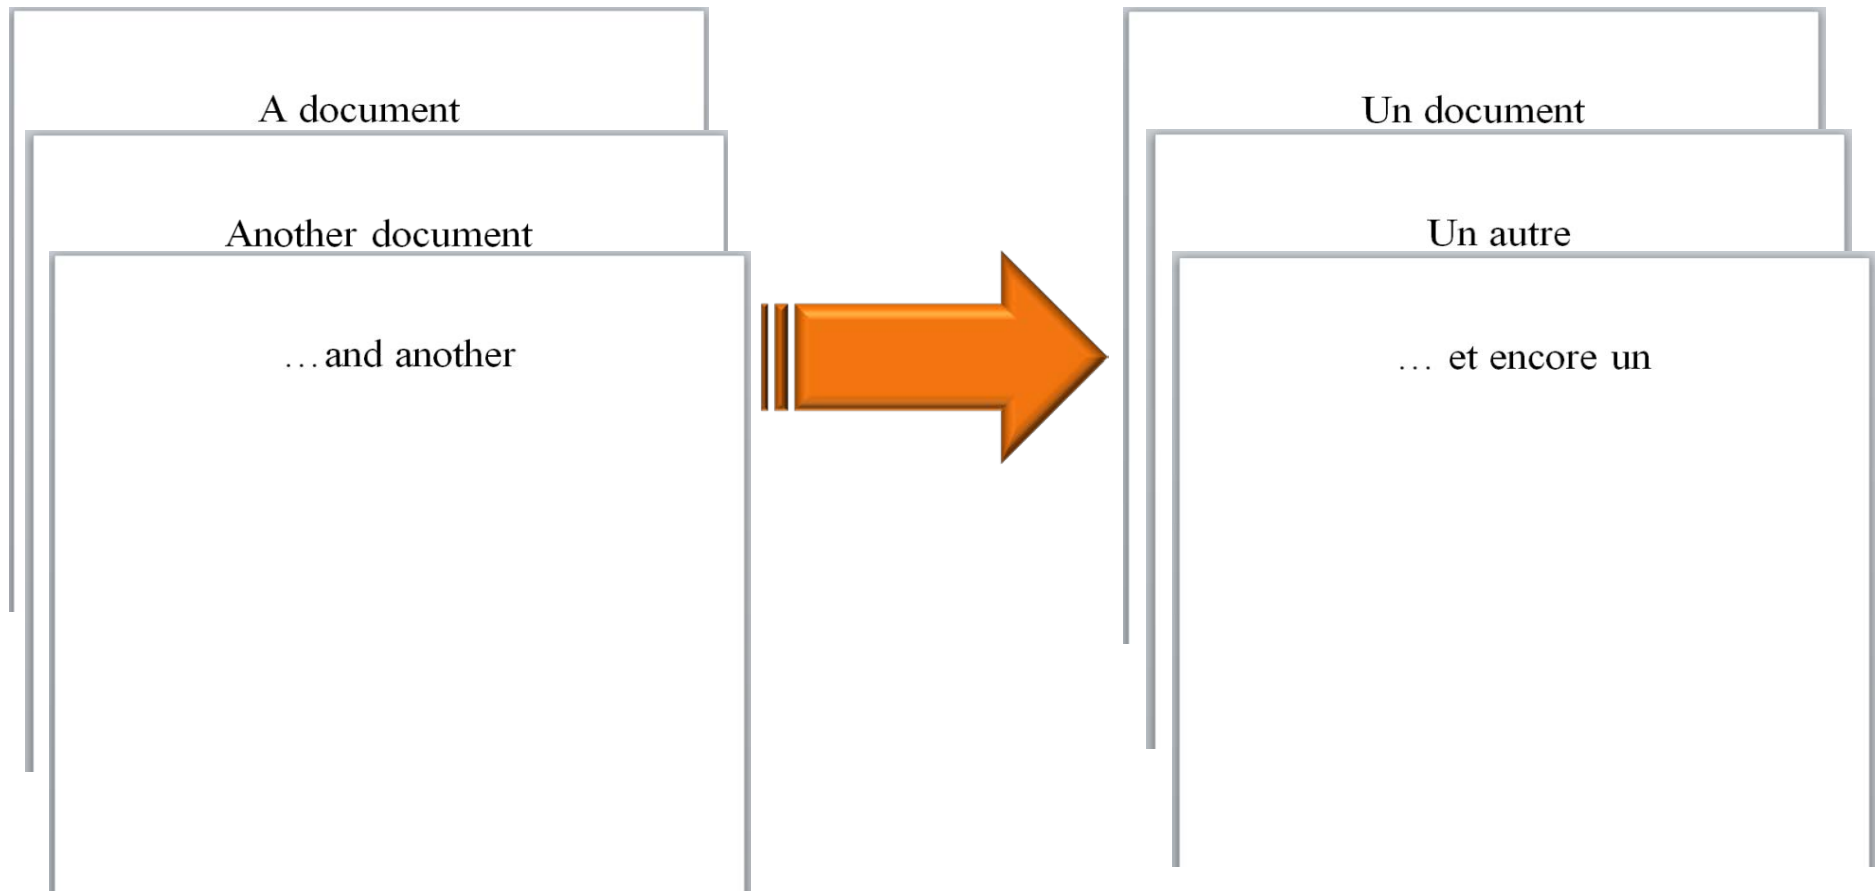 A document
Another document
…and another
Un document
Un autre
… et encore un